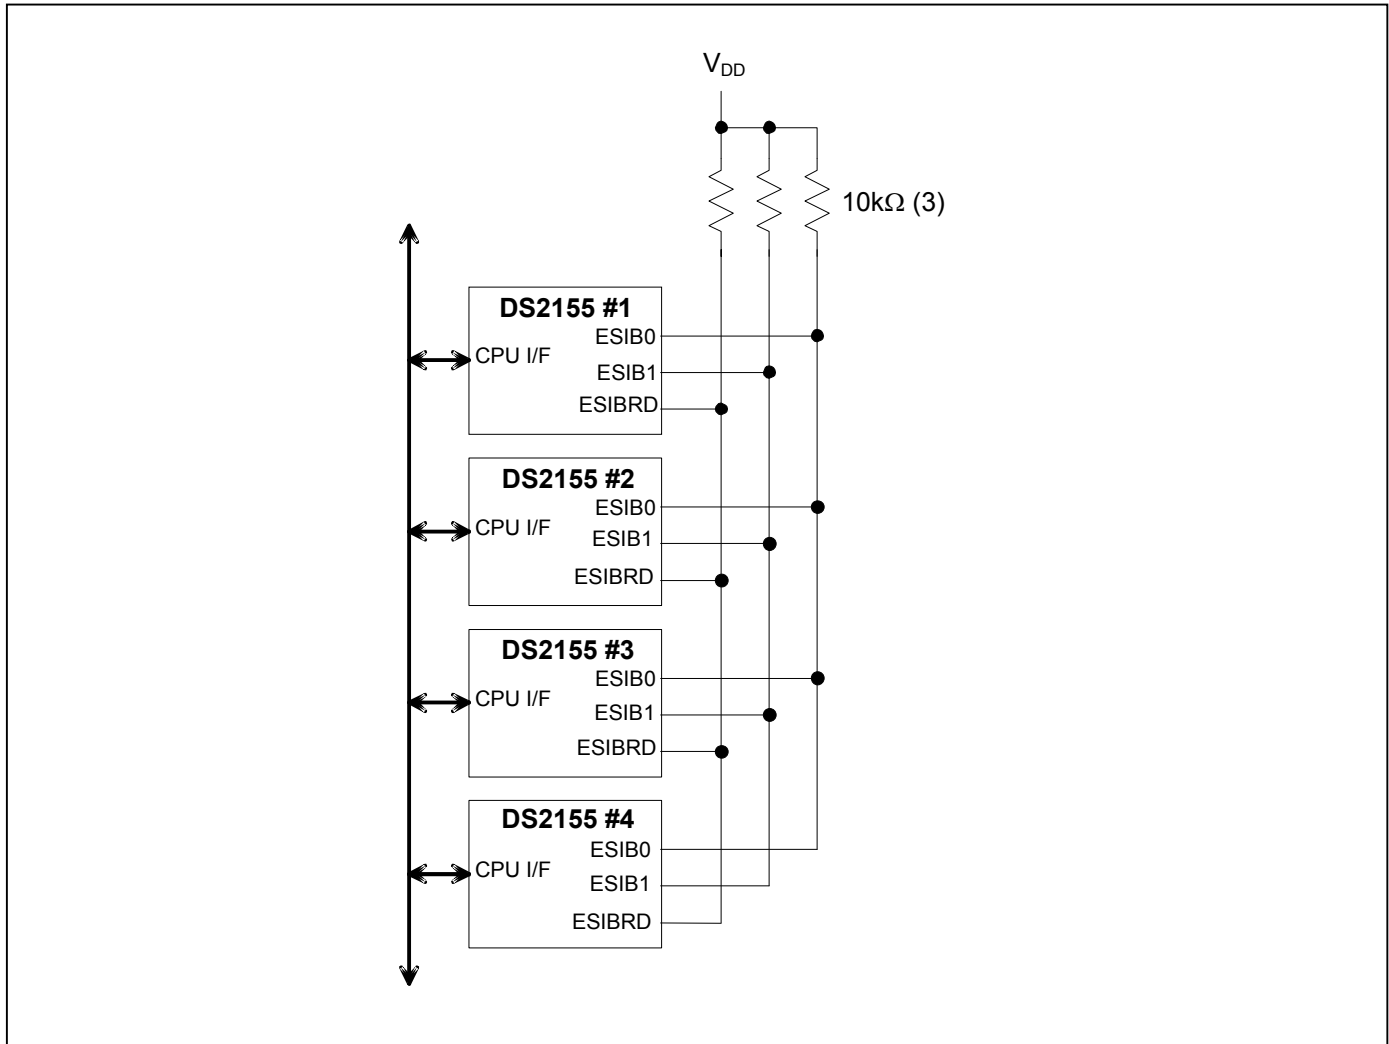 V_DD
10kΩ (3)
DS2155 #1
ESIB0
CPU I/F
ESIB1
ESIBRD
DS2155 #2
ESIB0
CPU I/F
ESIB1
ESIBRD
DS2155 #3
ESIB0
CPU I/F
ESIB1
ESIBRD
DS2155 #4
ESIB0
CPU I/F
ESIB1
ESIBRD